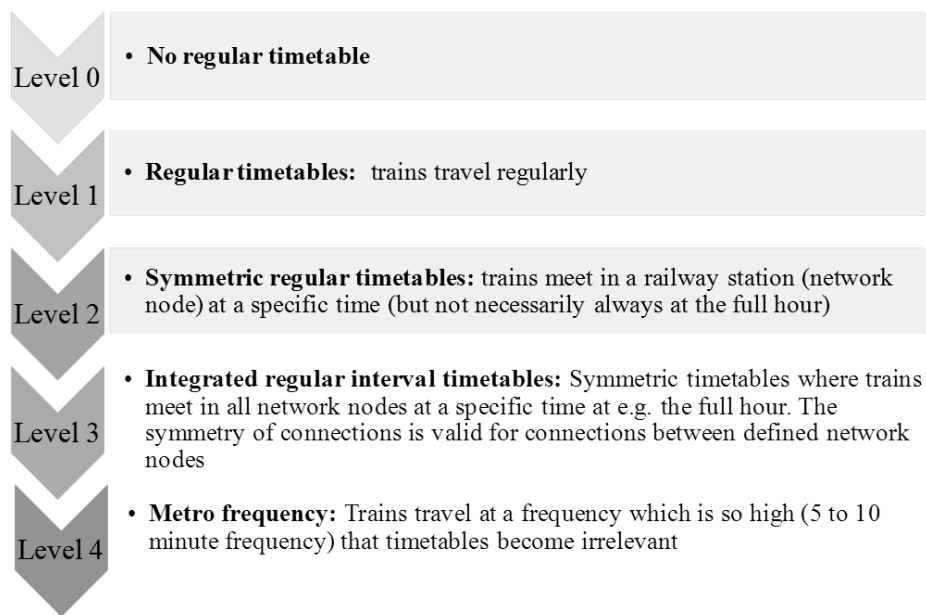 Level 0
• No regular timetable
Level 1
• Regular timetables: trains travel regularly
Level 2
• Symmetric regular timetables: trains meet in a railway station (network
node) at a specific time (but not necessarily always at the full hour)
Level 3
• Integrated regular interval timetables: Symmetric timetables where trains
meet in all network nodes at a specific time at e.g. the full hour. The
symmetry of connections is valid for connections between defined network
nodes
Level 4
• Metro frequency: Trains travel at a frequency which is so high (5 to 10
minute frequency) that timetables become irrelevant